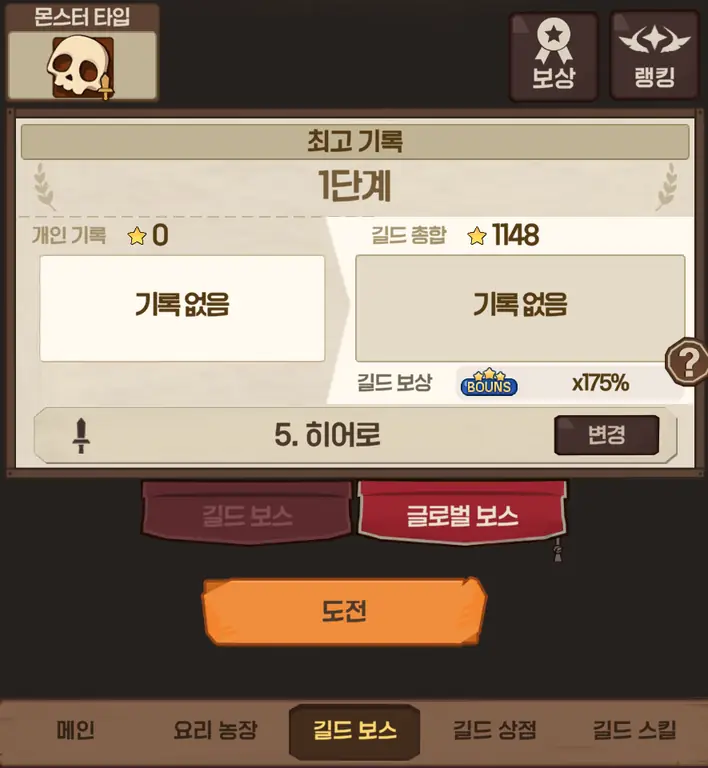 몬스터 타입
보상
랭킹
최고 기록
1단계
개인 기록 0
길드 총합 1148
기록 없음
기록 없음
?
길드 보상 BOUNS x175%
5. 히어로
변경
길드 보스
글로벌 보스
도전
메인
요리 농장
길드 보스
길드 상점
길드 스킬